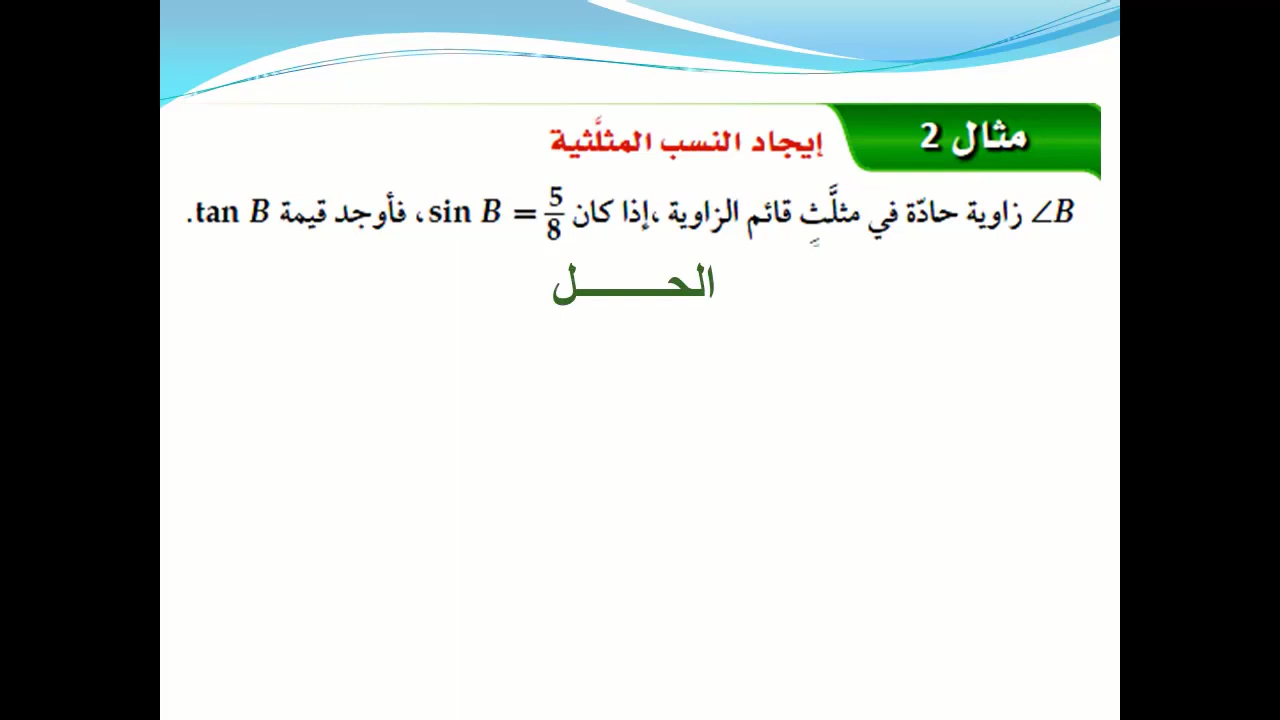 مثال 2
إيجاد النسب المثلَّثية
∠B زاوية حادّة في مثلَّثٍ قائم الزاوية ،إذا كان sin B = 5/8 ، فأوجد قيمة tan B.
الحـــــــل